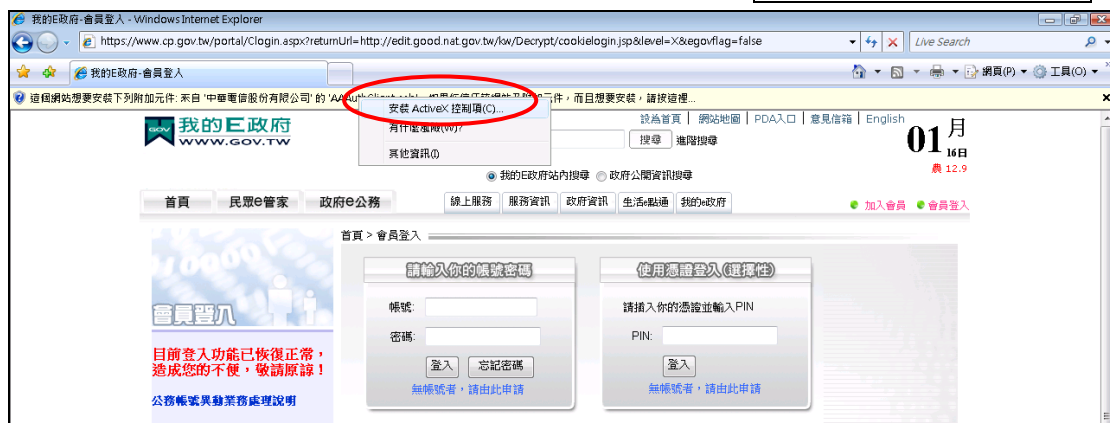 我的E政府-會員登入 - Windows Internet Explorer
https://www.cp.gov.tw/portal/Clogin.aspx?returnUrl=http://edit.good.nat.gov.tw/kw/Decrypt/cookielogin.jsp&level=X&egovflag=false
Live Search
我的E政府-會員登入
網頁(P)
工具(O)
這個網站想要安裝下列附加元件: 來自 '中華電信股份有限公司' 的
件，而且想要安裝，請按這裡...
安裝 ActiveX 控制項(C)...
有什麼風險(W)?
其他資訊(I)
gov 我的E政府
WWW.GOV.TW
設為首頁 | 網站地圖 | PDA入口 | 意見信箱 | English
搜尋 進階搜尋
01月
16日
農 12.9
我的E政府站內搜尋 政府公開資訊搜尋
首頁 民眾e管家 政府e公務
線上服務 服務資訊 政府資訊 生活e點通 我的e政府
加入會員 會員登入
首頁 > 會員登入
會員登入
目前登入功能已恢復正常，
造成您的不便，敬請原諒！
公務帳號異動業務處理說明
請輸入你的帳號密碼
帳號:
密碼:
登入 忘記密碼
無帳號者，請由此申請
使用憑證登入(選擇性)
請插入你的憑證並輸入PIN
PIN:
登入
無帳號者，請由此申請